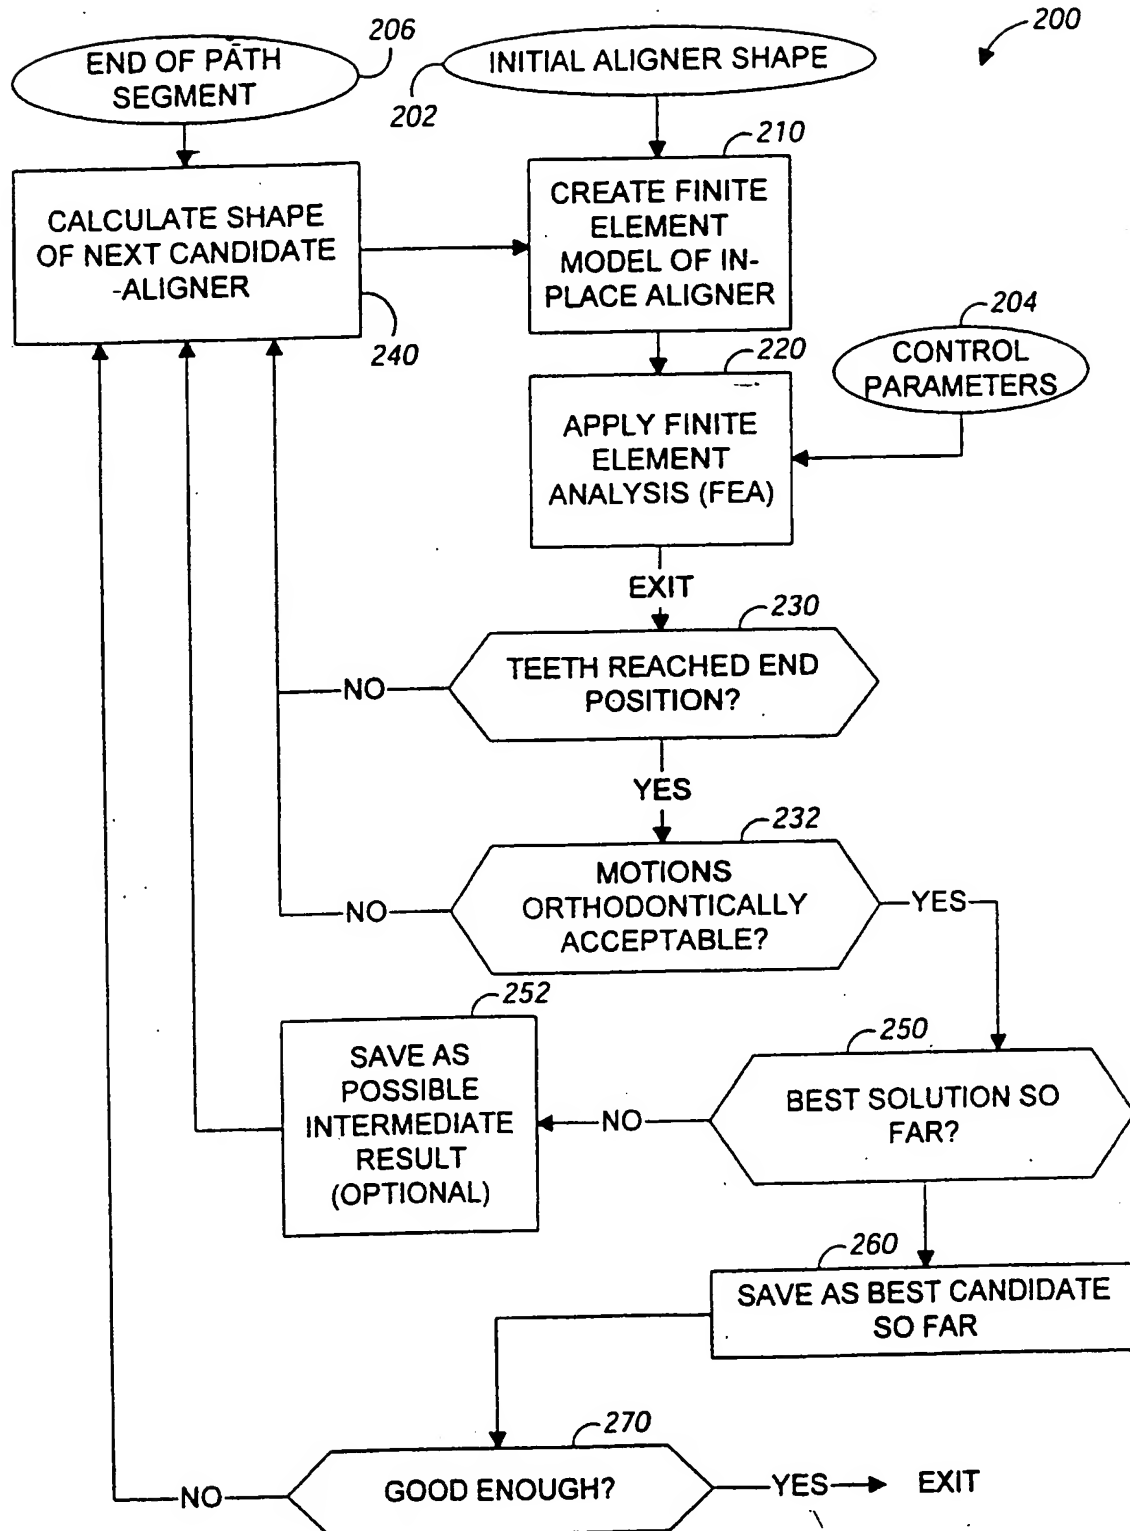 206
END OF PATH
SEGMENT
202
INITIAL ALIGNER SHAPE
200
210
CALCULATE SHAPE
OF NEXT CANDIDATE
-ALIGNER
240
CREATE FINITE
ELEMENT
MODEL OF IN-
PLACE ALIGNER
204
CONTROL
PARAMETERS
220
APPLY FINITE
ELEMENT
ANALYSIS (FEA)
EXIT
230
TEETH REACHED END
POSITION?
NO
YES
232
MOTIONS
ORTHODONTICALLY
ACCEPTABLE?
NO
YES
252
SAVE AS
POSSIBLE
INTERMEDIATE
RESULT
(OPTIONAL)
250
BEST SOLUTION SO
FAR?
NO
260
SAVE AS BEST CANDIDATE
SO FAR
270
GOOD ENOUGH?
NO
YES
EXIT